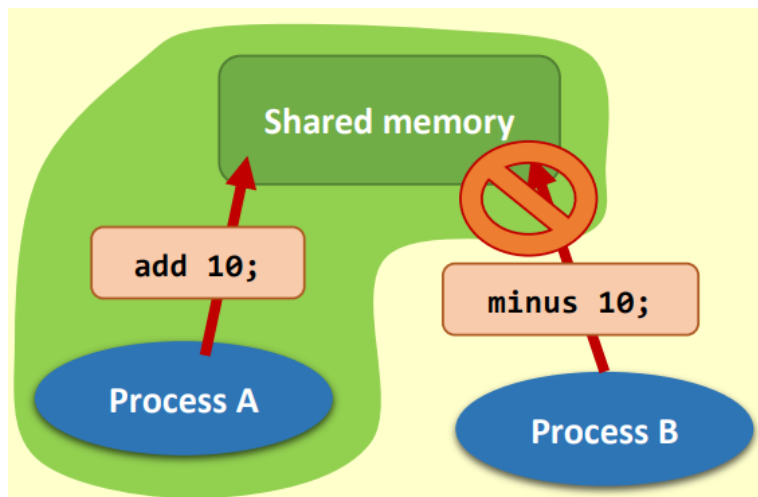 Shared memory
add 10;
minus 10;
Process A
Process B